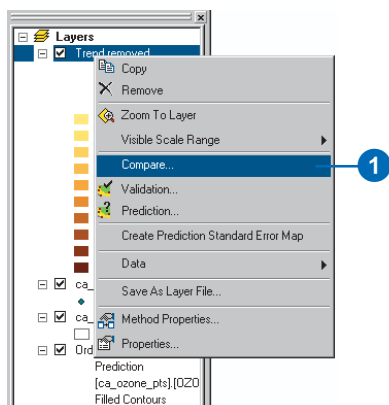 Layers
Trend removed
Copy
Remove
Zoom To Layer
Visible Scale Range
Compare...
1
Validation...
Prediction...
Create Prediction Standard Error Map
Data
ca_
Save As Layer File...
ca_
Method Properties...
Ord
Properties...
Prediction
[ca_ozone_pts].[OZO
Filled Contours